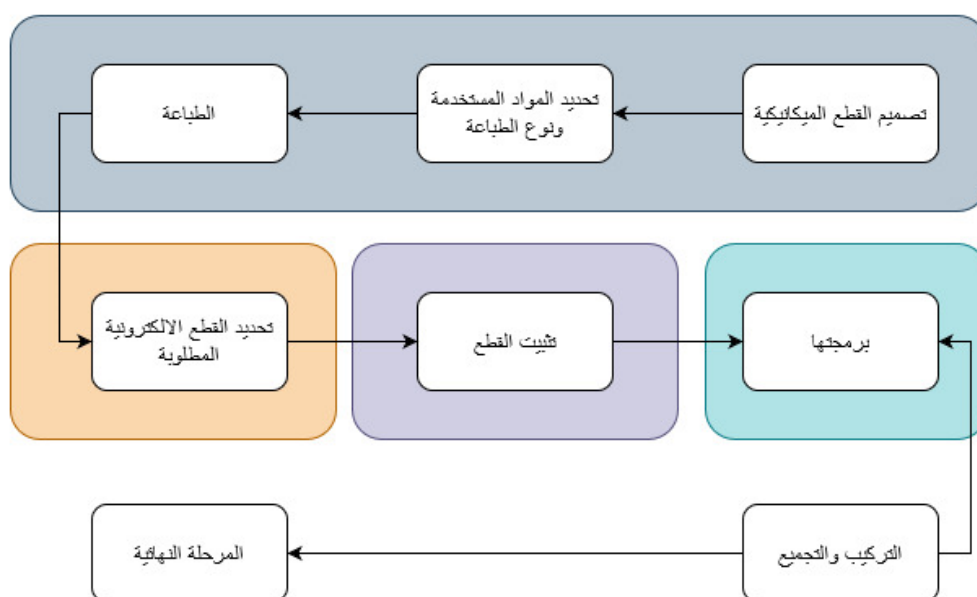 تصميم القطع الميكانيكية
تحديد المواد المستخدمة
ونوع الطباعة
الطباعة
تحديد القطع الالكترونية
المطلوبة
تثبيت القطع
برمجتها
التركيب والتجميع
المرحلة النهائية